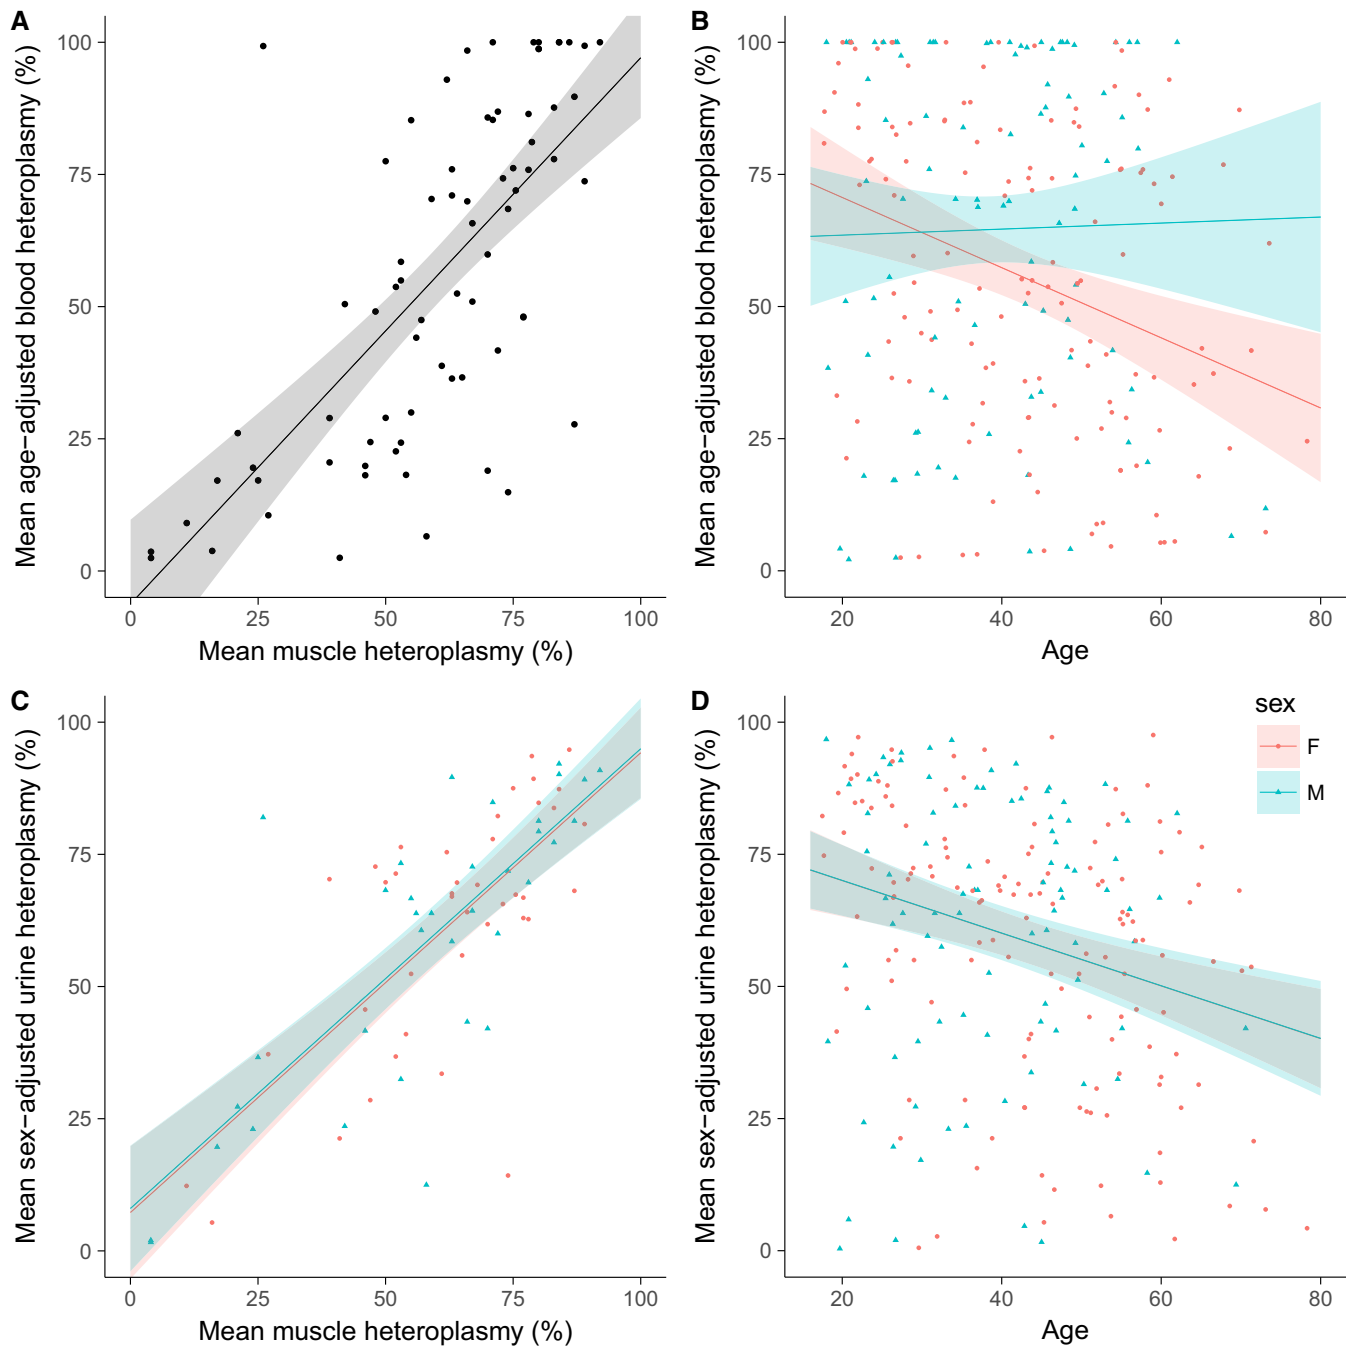 A
Mean age-adjusted blood heteroplasmy (%)
100
75
50
25
0
0 25 50 75 100
Mean muscle heteroplasmy (%)
B
Mean age-adjusted blood heteroplasmy (%)
100
75
50
25
0
20 40 60 80
Age
C
Mean sex-adjusted urine heteroplasmy (%)
100
75
50
25
0
0 25 50 75 100
Mean muscle heteroplasmy (%)
D
Mean sex-adjusted urine heteroplasmy (%)
100
75
50
25
0
20 40 60 80
Age
sex
F
M